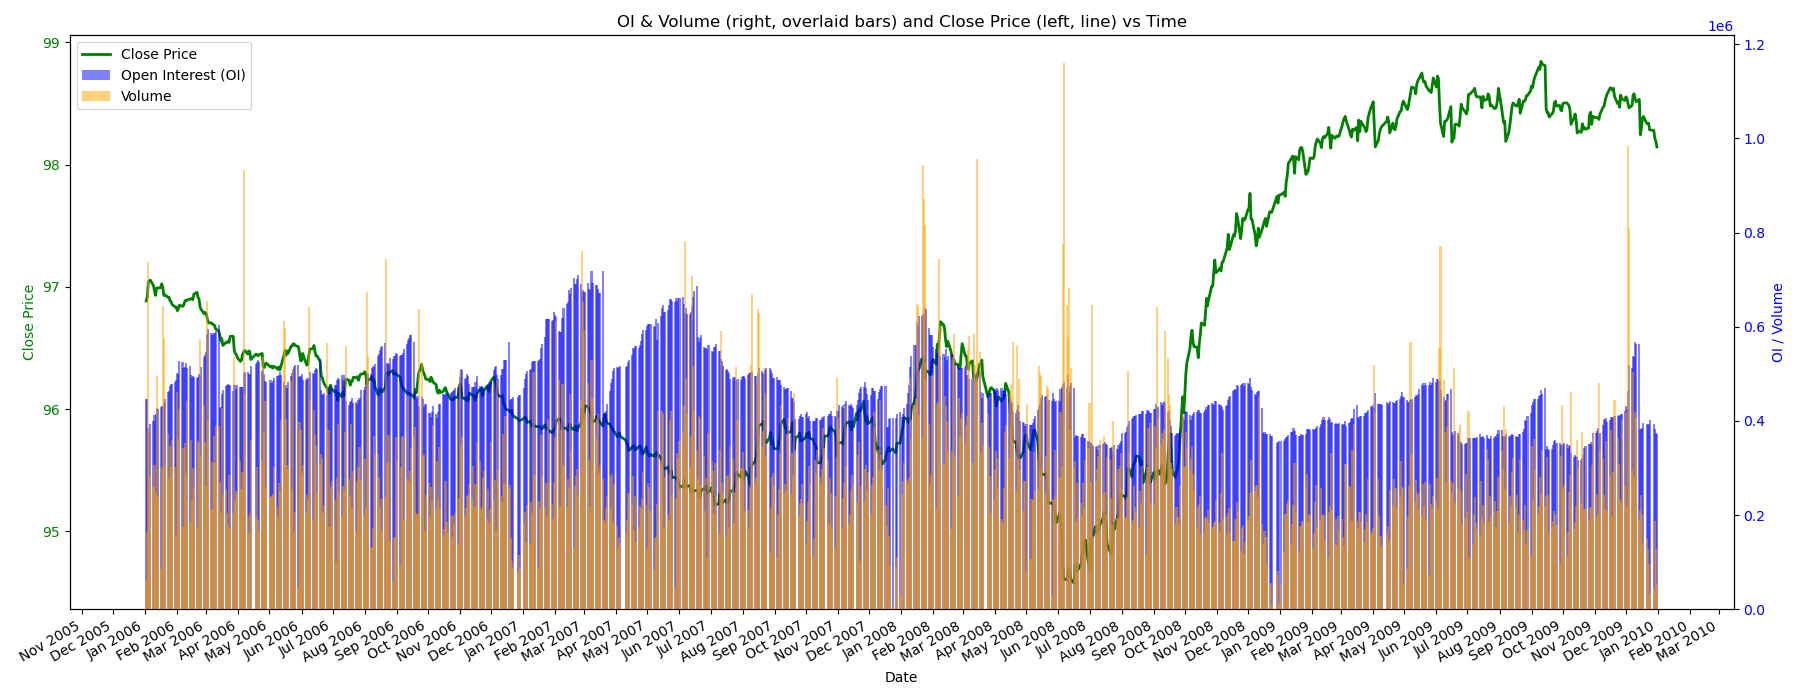 OI & Volume (right, overlaid bars) and Close Price (left, line) vs Time
1e6
Close Price
Open Interest (OI)
Volume
99
98
97
96
95
Close Price
1.2
1.0
0.8
0.6
0.4
0.2
0.0
OI / Volume
Nov 2005
Dec 2005
Jan 2006
Feb 2006
Mar 2006
Apr 2006
May 2006
Jun 2006
Jul 2006
Aug 2006
Sep 2006
Oct 2006
Nov 2006
Dec 2006
Jan 2007
Feb 2007
Mar 2007
Apr 2007
May 2007
Jun 2007
Jul 2007
Aug 2007
Sep 2007
Oct 2007
Nov 2007
Dec 2007
Jan 2008
Feb 2008
Mar 2008
Apr 2008
May 2008
Jun 2008
Jul 2008
Aug 2008
Sep 2008
Oct 2008
Nov 2008
Dec 2008
Jan 2009
Feb 2009
Mar 2009
Apr 2009
May 2009
Jun 2009
Jul 2009
Aug 2009
Sep 2009
Oct 2009
Nov 2009
Dec 2009
Jan 2010
Feb 2010
Mar 2010
Date